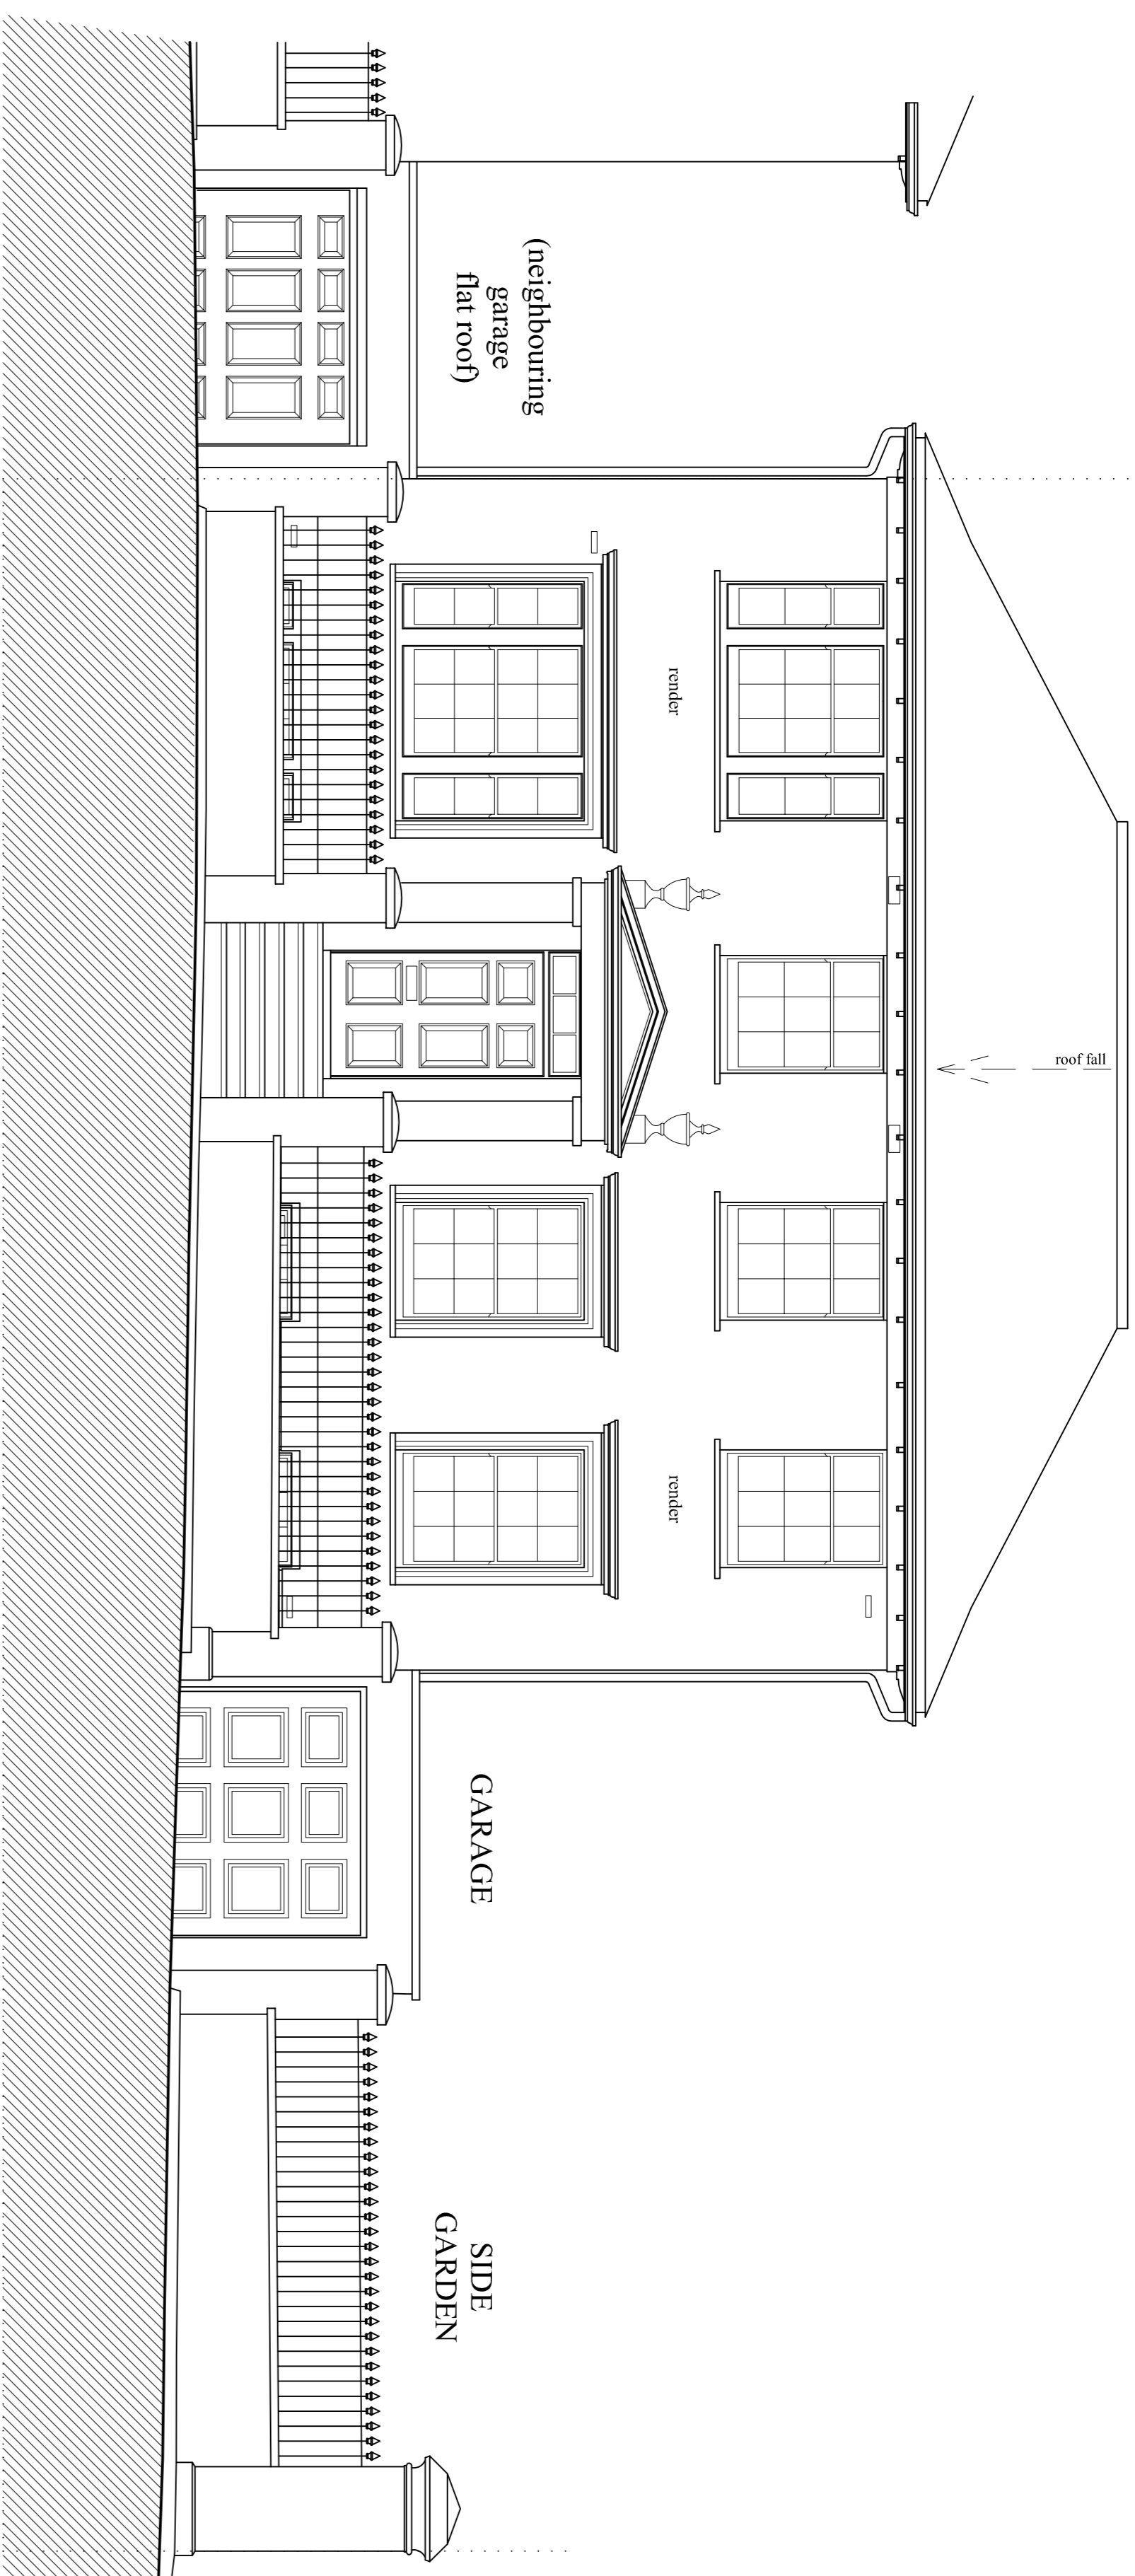 roof fall
(neighbouring
garage
flat roof)
render
render
GARAGE
SIDE
GARDEN